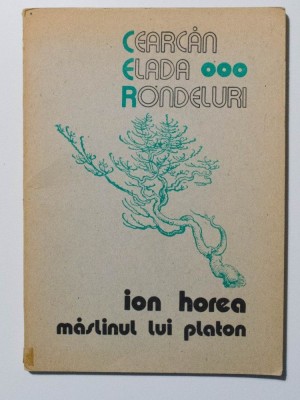 CEARCĂN
ELADA ooo
RONDELURI
ion horea
măslinul lui platon